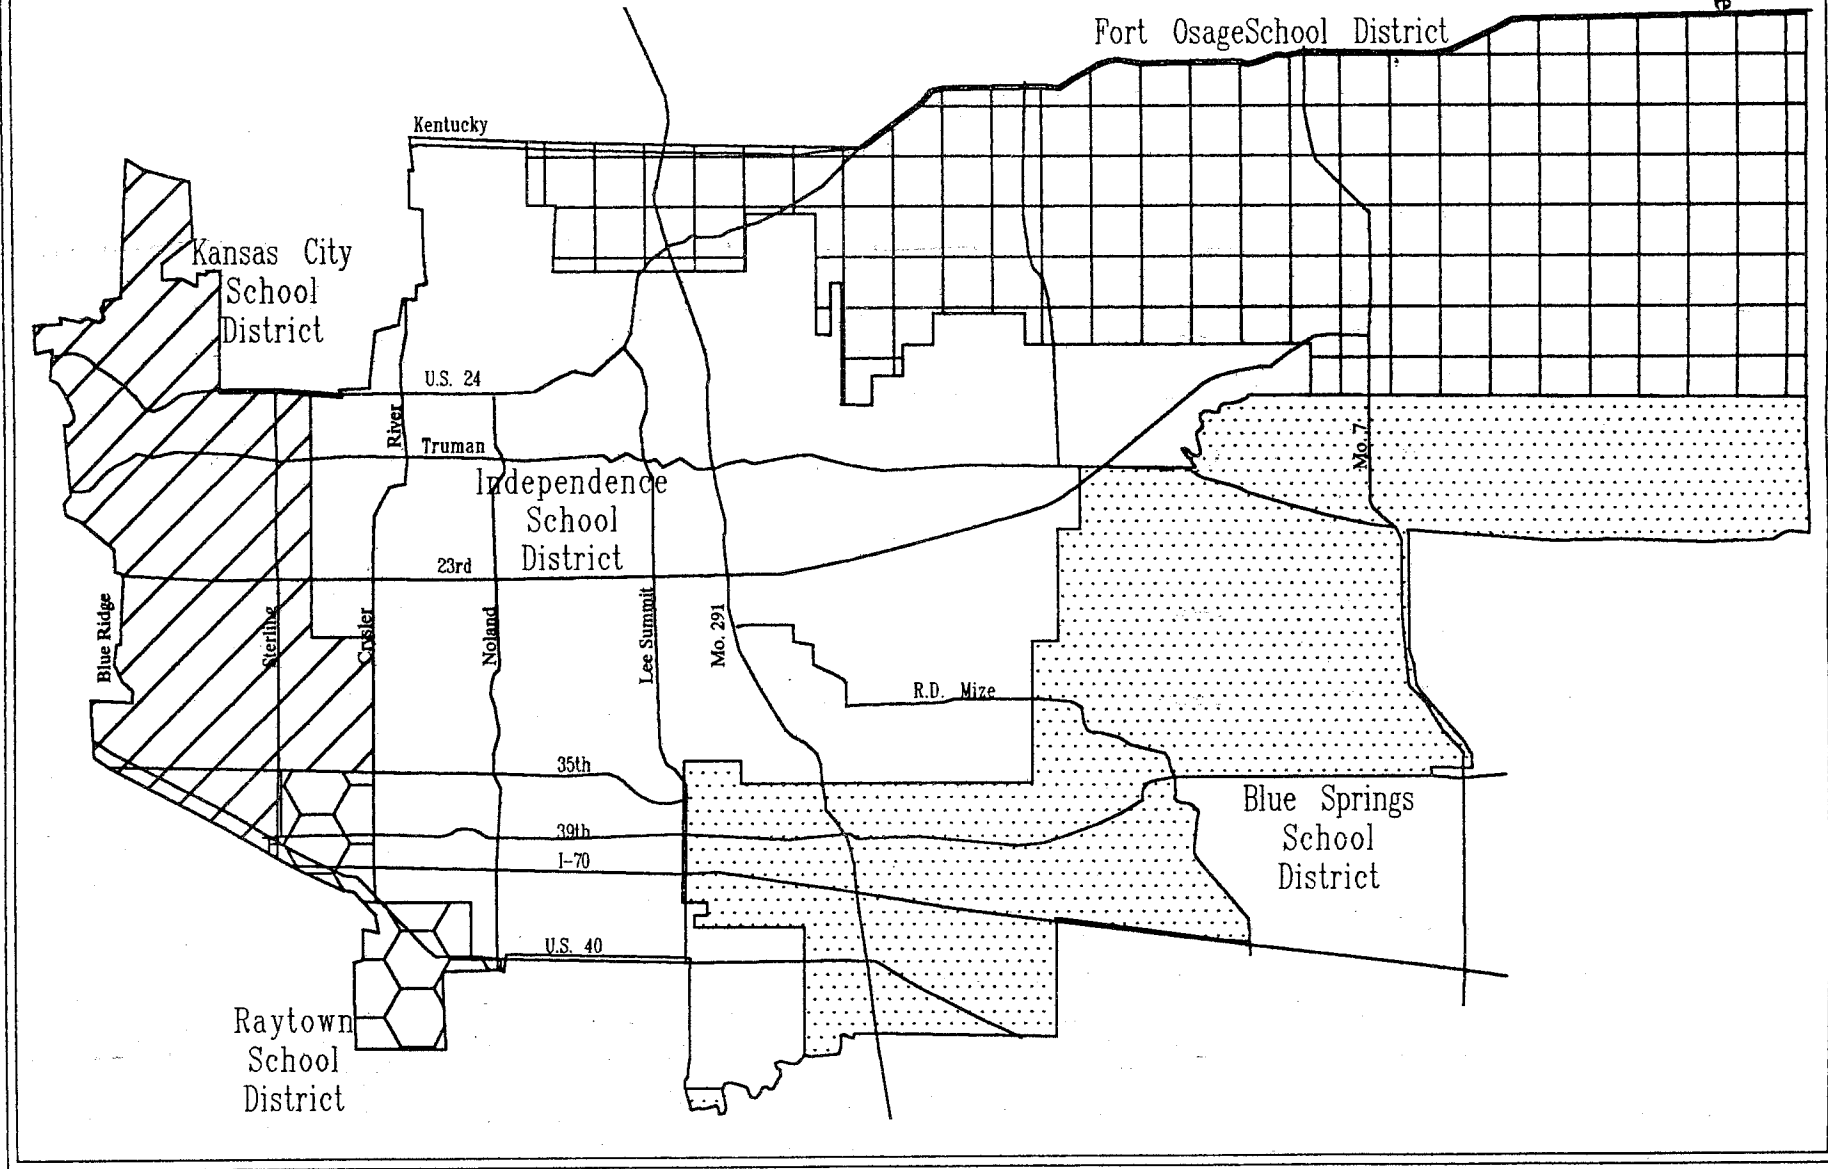 Fort OsageSchool District
Kentucky
Kansas City
School
District
U.S. 24
River
Truman
Mo. 7
Independence
School
District
23rd
Blue Ridge
Sterling
Crysler
Noland
Lee Summit
Mo. 291
R.D. Mize
35th
Blue Springs
School
District
39th
I-70
U.S. 40
Raytown
School
District